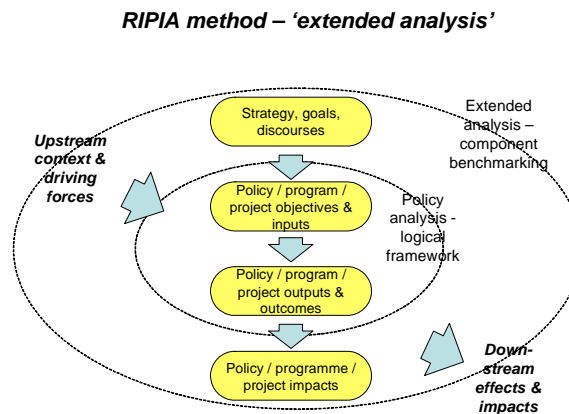 RIPIA method – ‘extended analysis’
Strategy, goals,
discourses
Extended
analysis –
component
benchmarking
Upstream
context &
driving
forces
Policy / program /
project objectives &
inputs
Policy
analysis -
logical
framework
Policy / program /
project outputs &
outcomes
Policy / programme /
project impacts
Down-
stream
effects &
impacts